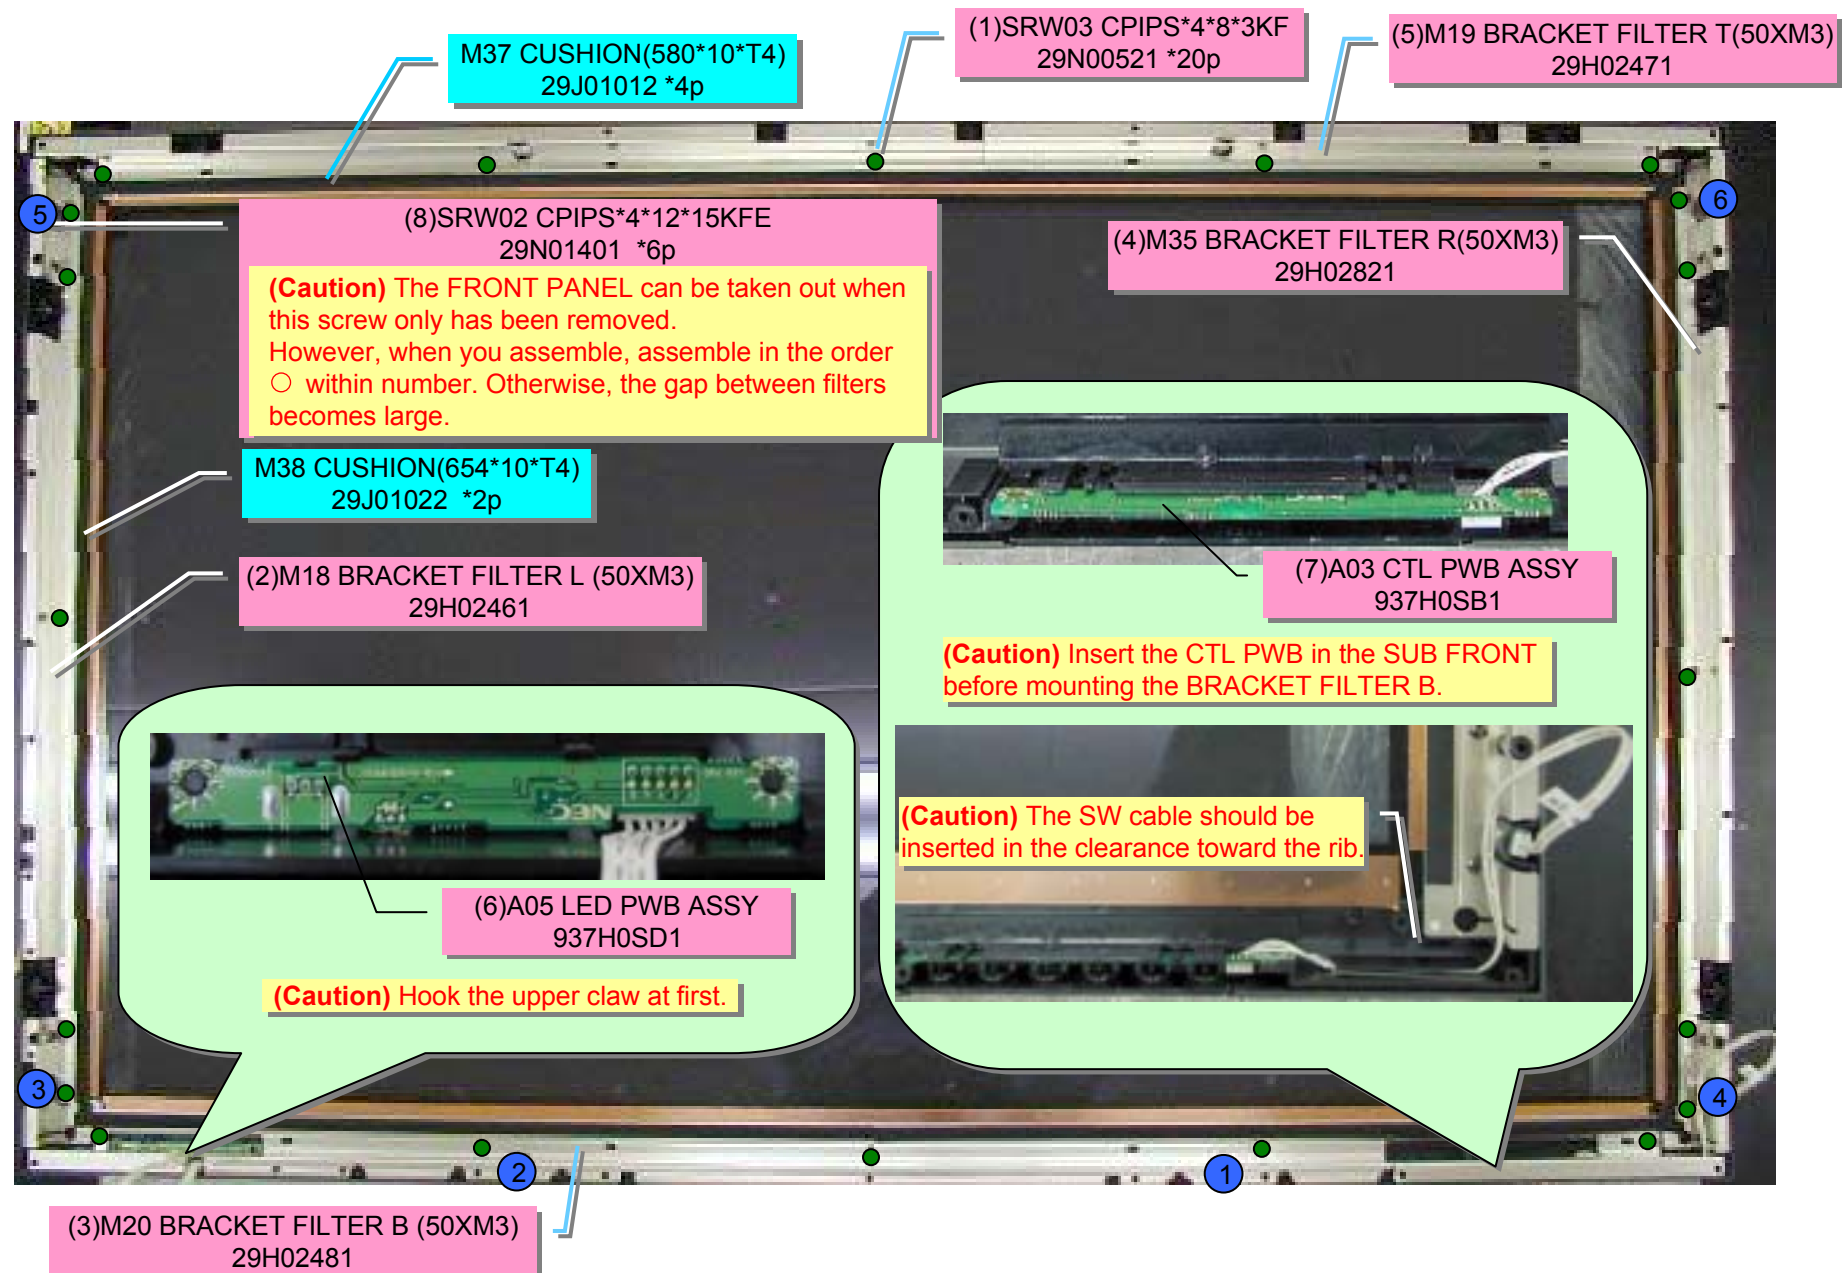 (1)SRW03 CPIPS*4*8*3KF
29N00521 *20p
(5)M19 BRACKET FILTER T(50XM3)
29H02471
M37 CUSHION(580*10*T4)
29J01012 *4p
5
6
(8)SRW02 CPIPS*4*12*15KFE
29N01401 *6p
(Caution) The FRONT PANEL can be taken out when
this screw only has been removed.
However, when you assemble, assemble in the order
○ within number. Otherwise, the gap between filters
becomes large.
(4)M35 BRACKET FILTER R(50XM3)
29H02821
M38 CUSHION(654*10*T4)
29J01022 *2p
(2)M18 BRACKET FILTER L (50XM3)
29H02461
(7)A03 CTL PWB ASSY
937H0SB1
(Caution) Insert the CTL PWB in the SUB FRONT
before mounting the BRACKET FILTER B.
NEC
(Caution) The SW cable should be
inserted in the clearance toward the rib.
(6)A05 LED PWB ASSY
937H0SD1
(Caution) Hook the upper claw at first.
3
4
2
1
(3)M20 BRACKET FILTER B (50XM3)
29H02481